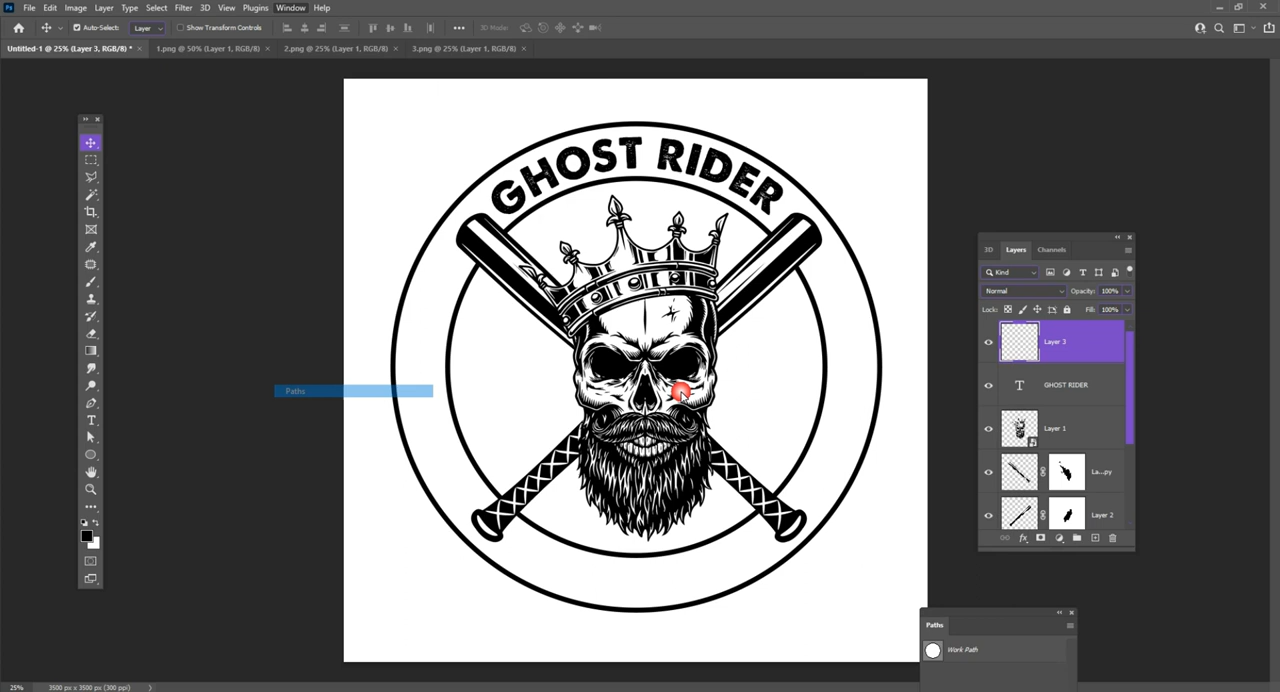 Ps File Edit Image Layer Type Select Filter 3D View Plugins Window Help
Auto-Select: Layer Show Transform Controls ••• 3D Mode:
Untitled-1 @ 25% (Layer 3, RGB/8) * × 1.png @ 50% (Layer 1, RGB/8) × 2.png @ 25% (Layer 1, RGB/8) × 3.png @ 25% (Layer 1, RGB/8) ×
GHOST RIDER
Paths
3D Layers Channels
Kind
Normal Opacity: 100%
Lock: Fill: 100%
Layer 3
T GHOST RIDER
Layer 1
La...py
Layer 2
fx
Paths
Work Path
25% 3500 px x 3500 px (300 ppi)